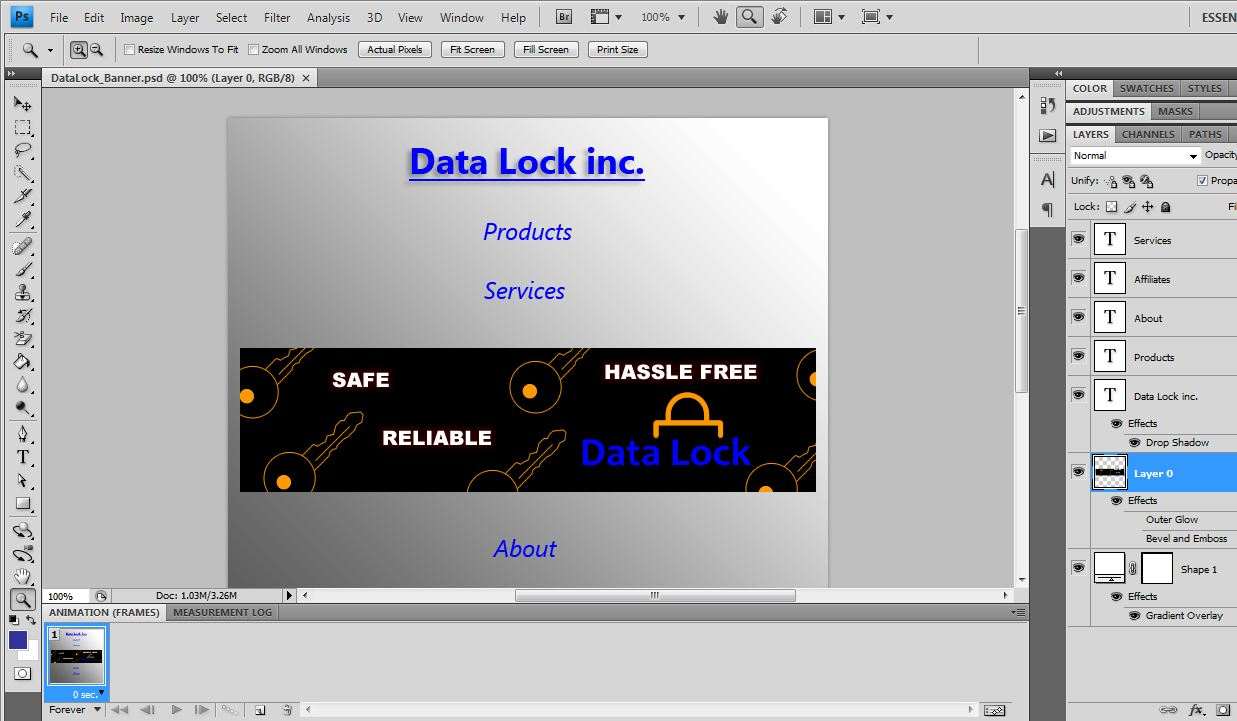 Ps File Edit Image Layer Select Filter Analysis 3D View Window Help Br 100% ESSEN
Resize Windows To Fit Zoom All Windows Actual Pixels Fit Screen Fill Screen Print Size
DataLock_Banner.psd @ 100% (Layer 0, RGB/8) ×
Data Lock inc.
Products
Services
SAFE
HASSLE FREE
RELIABLE
Data Lock
About
100% Doc: 1.03M/3.26M
ANIMATION (FRAMES) MEASUREMENT LOG
1
0 sec.
Forever
COLOR SWATCHES STYLES
ADJUSTMENTS MASKS
LAYERS CHANNELS PATHS
Normal Opacity
Unify: Propa
Lock: Fi
T Services
T Affiliates
T About
T Products
T Data Lock inc.
Effects
Drop Shadow
Layer 0
Effects
Outer Glow
Bevel and Emboss
Shape 1
Effects
Gradient Overlay
fx